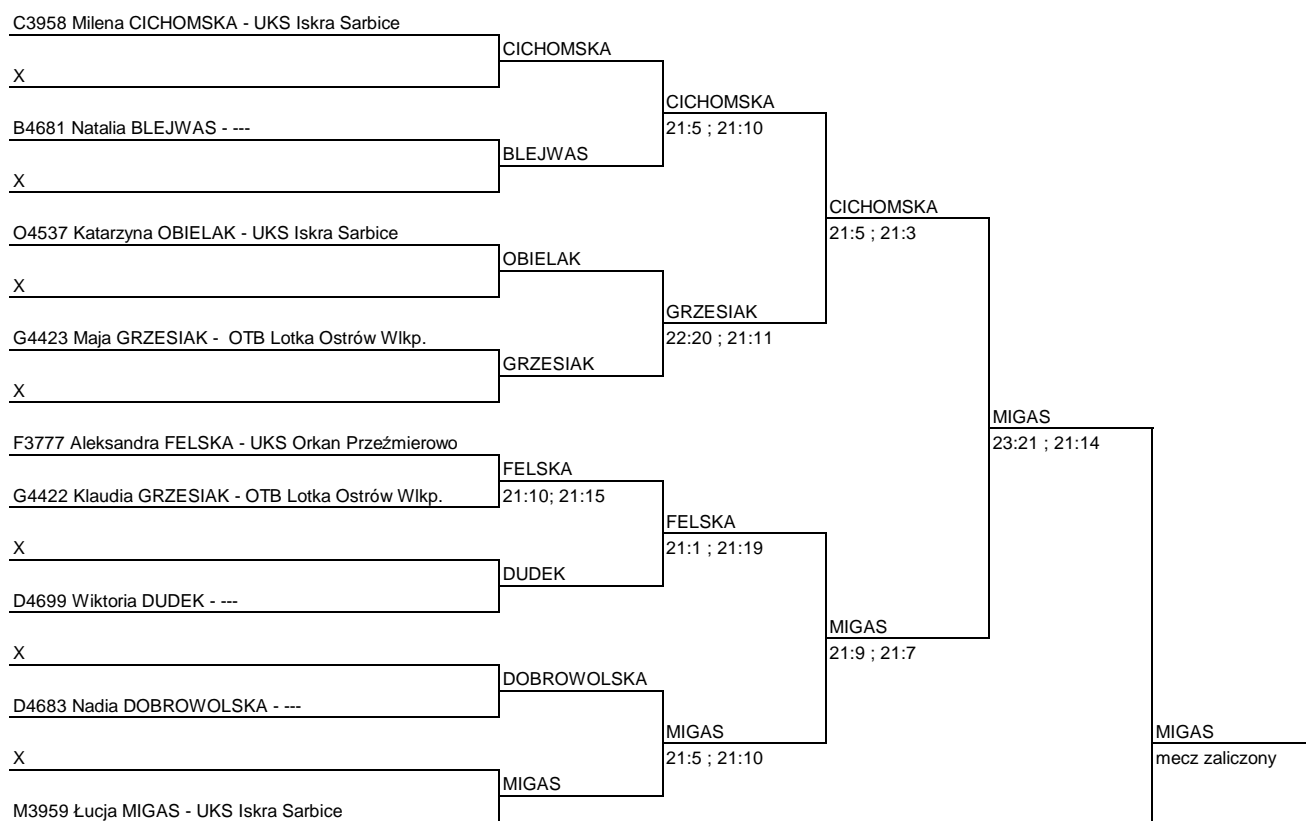 C3958 Milena CICHOMSKA - UKS Iskra Sarbice
CICHOMSKA
X
CICHOMSKA
B4681 Natalia BLEJWAS - ---
21:5 ; 21:10
BLEJWAS
X
CICHOMSKA
O4537 Katarzyna OBIELAK - UKS Iskra Sarbice
21:5 ; 21:3
OBIELAK
X
GRZESIAK
G4423 Maja GRZESIAK -  OTB Lotka Ostrów Wlkp.
22:20 ; 21:11
GRZESIAK
X
MIGAS
F3777 Aleksandra FELSKA - UKS Orkan Przeźmierowo
23:21 ; 21:14
FELSKA
G4422 Klaudia GRZESIAK - OTB Lotka Ostrów Wlkp.
21:10; 21:15
FELSKA
X
21:1 ; 21:19
DUDEK
D4699 Wiktoria DUDEK - ---
MIGAS
X
21:9 ; 21:7
DOBROWOLSKA
D4683 Nadia DOBROWOLSKA - ---
MIGAS
MIGAS
X
21:5 ; 21:10
mecz zaliczony
MIGAS
M3959 Łucja MIGAS - UKS Iskra Sarbice